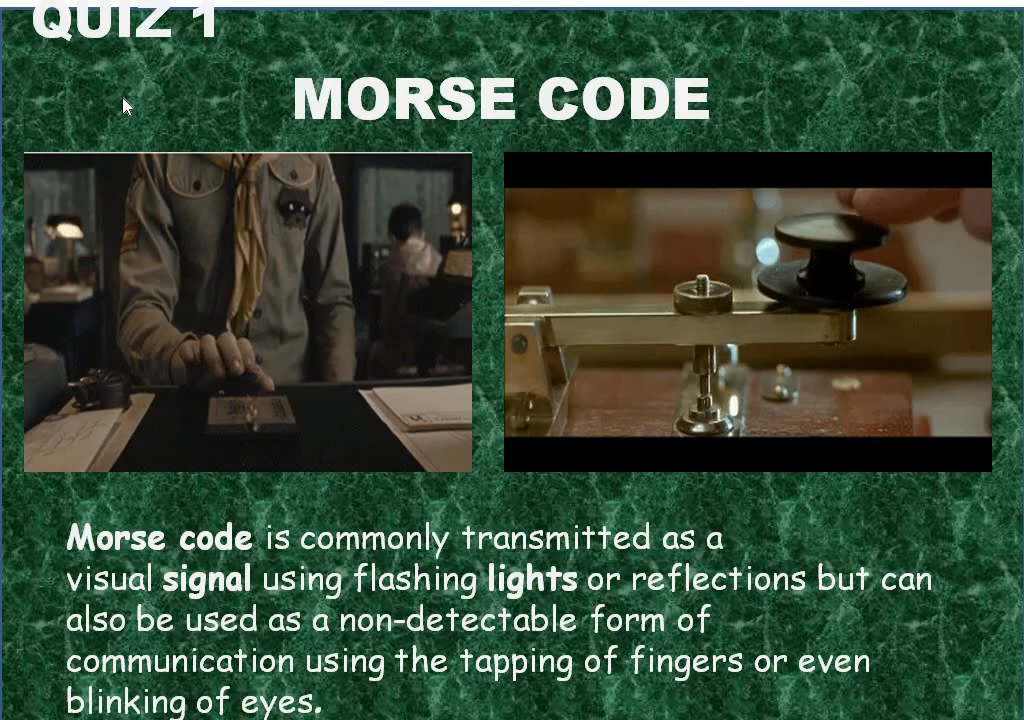 QUIZ 1
MORSE CODE
Morse code is commonly transmitted as a
visual signal using flashing lights or reflections but can
also be used as a non-detectable form of
communication using the tapping of fingers or even
blinking of eyes.